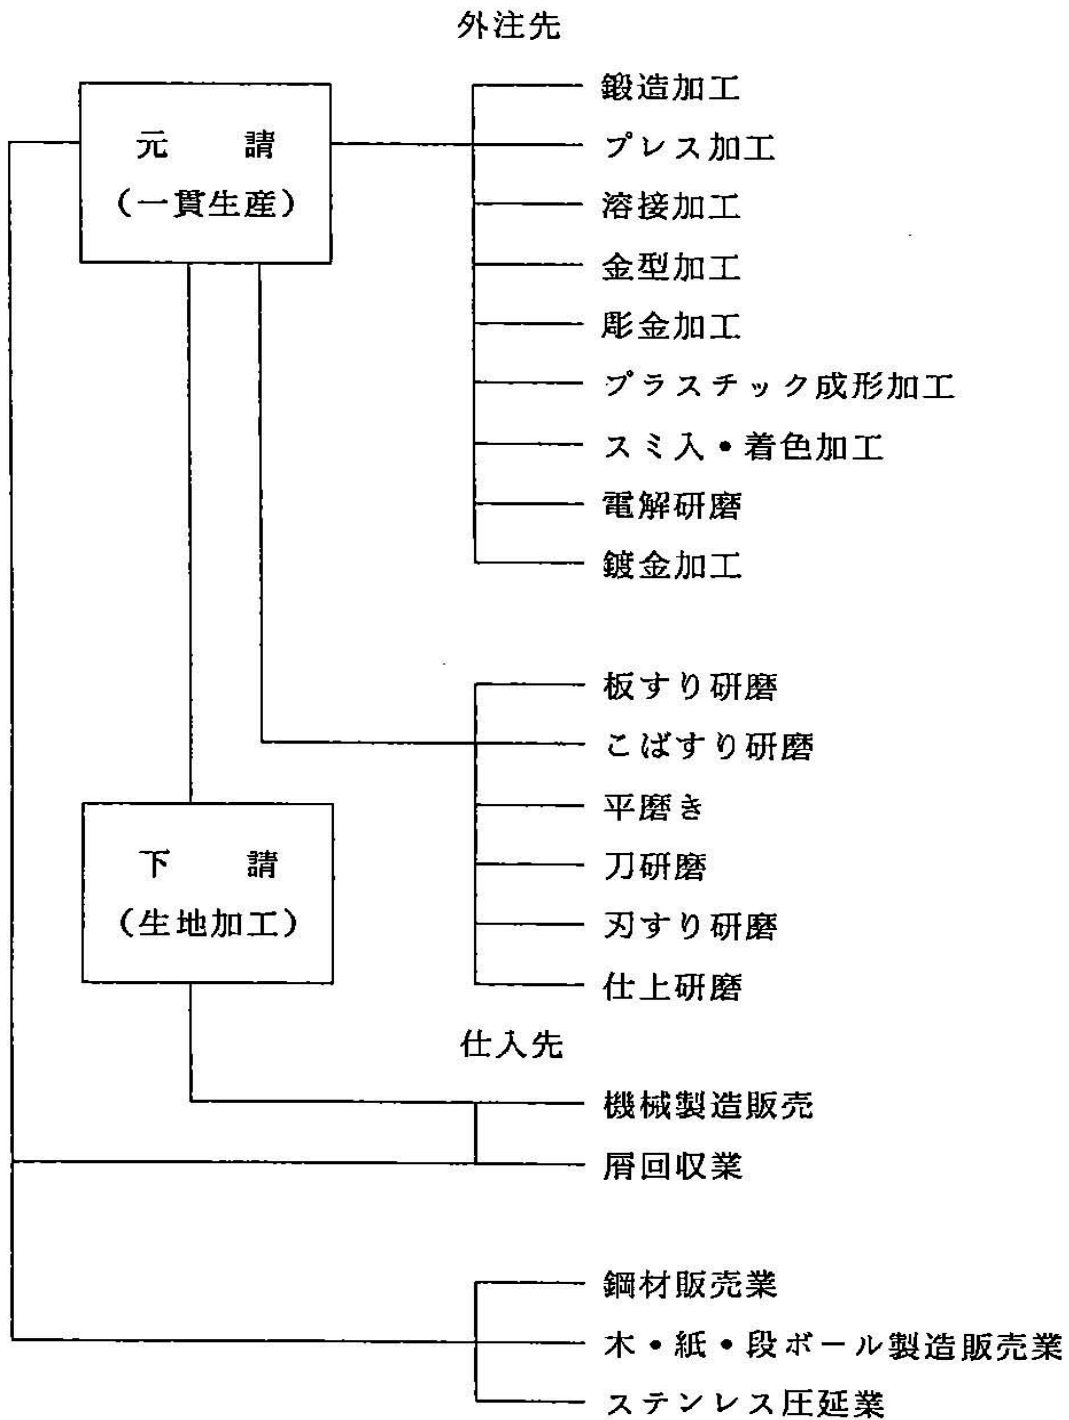 外注先
元 請
(一貫生産)
鍛造加工
プレス加工
溶接加工
金型加工
彫金加工
プラスチック成形加工
スミ入・着色加工
電解研磨
鍍金加工
板すり研磨
こばすり研磨
平磨き
刀研磨
刃すり研磨
仕上研磨
下 請
(生地加工)
仕入先
機械製造販売
屑回収業
鋼材販売業
木・紙・段ボール製造販売業
ステンレス圧延業